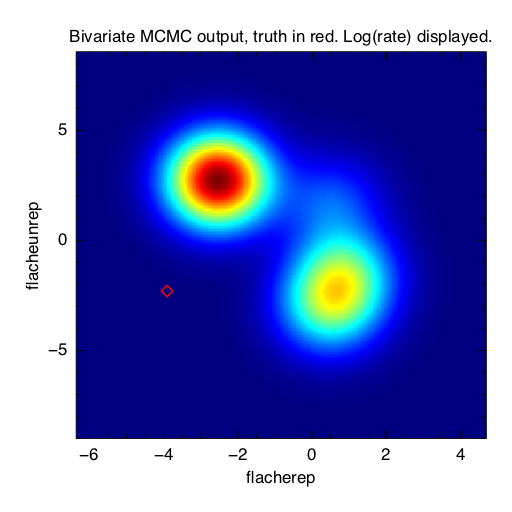 Bivariate MCMC output, truth in red. Log(rate) displayed.
5
0
−5
flacheunrep
−6 −4 −2 0 2 4
flacherep